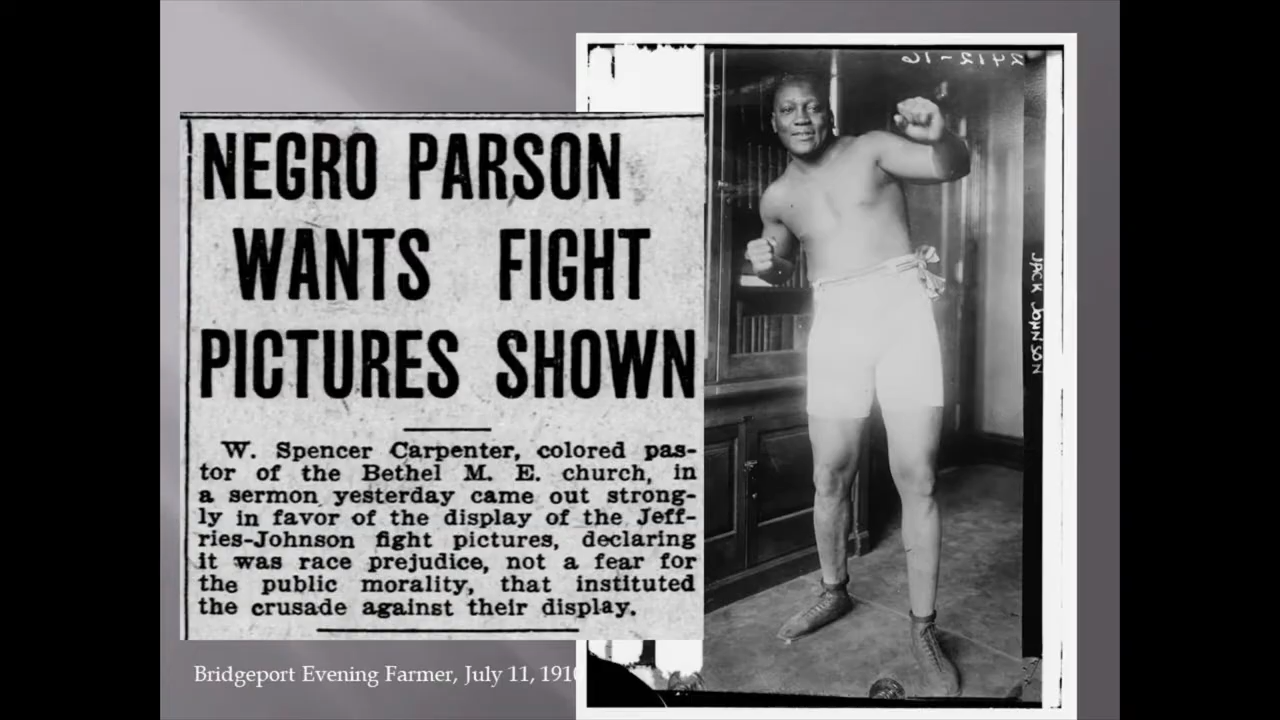 NEGRO PARSON
WANTS FIGHT
PICTURES SHOWN
W. Spencer Carpenter, colored pas-
tor of the Bethel M. E. church, in
a sermon yesterday came out strong-
ly in favor of the display of the Jeff-
ries-Johnson fight pictures, declaring
it was race prejudice, not a fear for
the public morality, that instituted
the crusade against their display.
Bridgeport Evening Farmer, July 11, 1910
2412-16
JACK JOHNSON